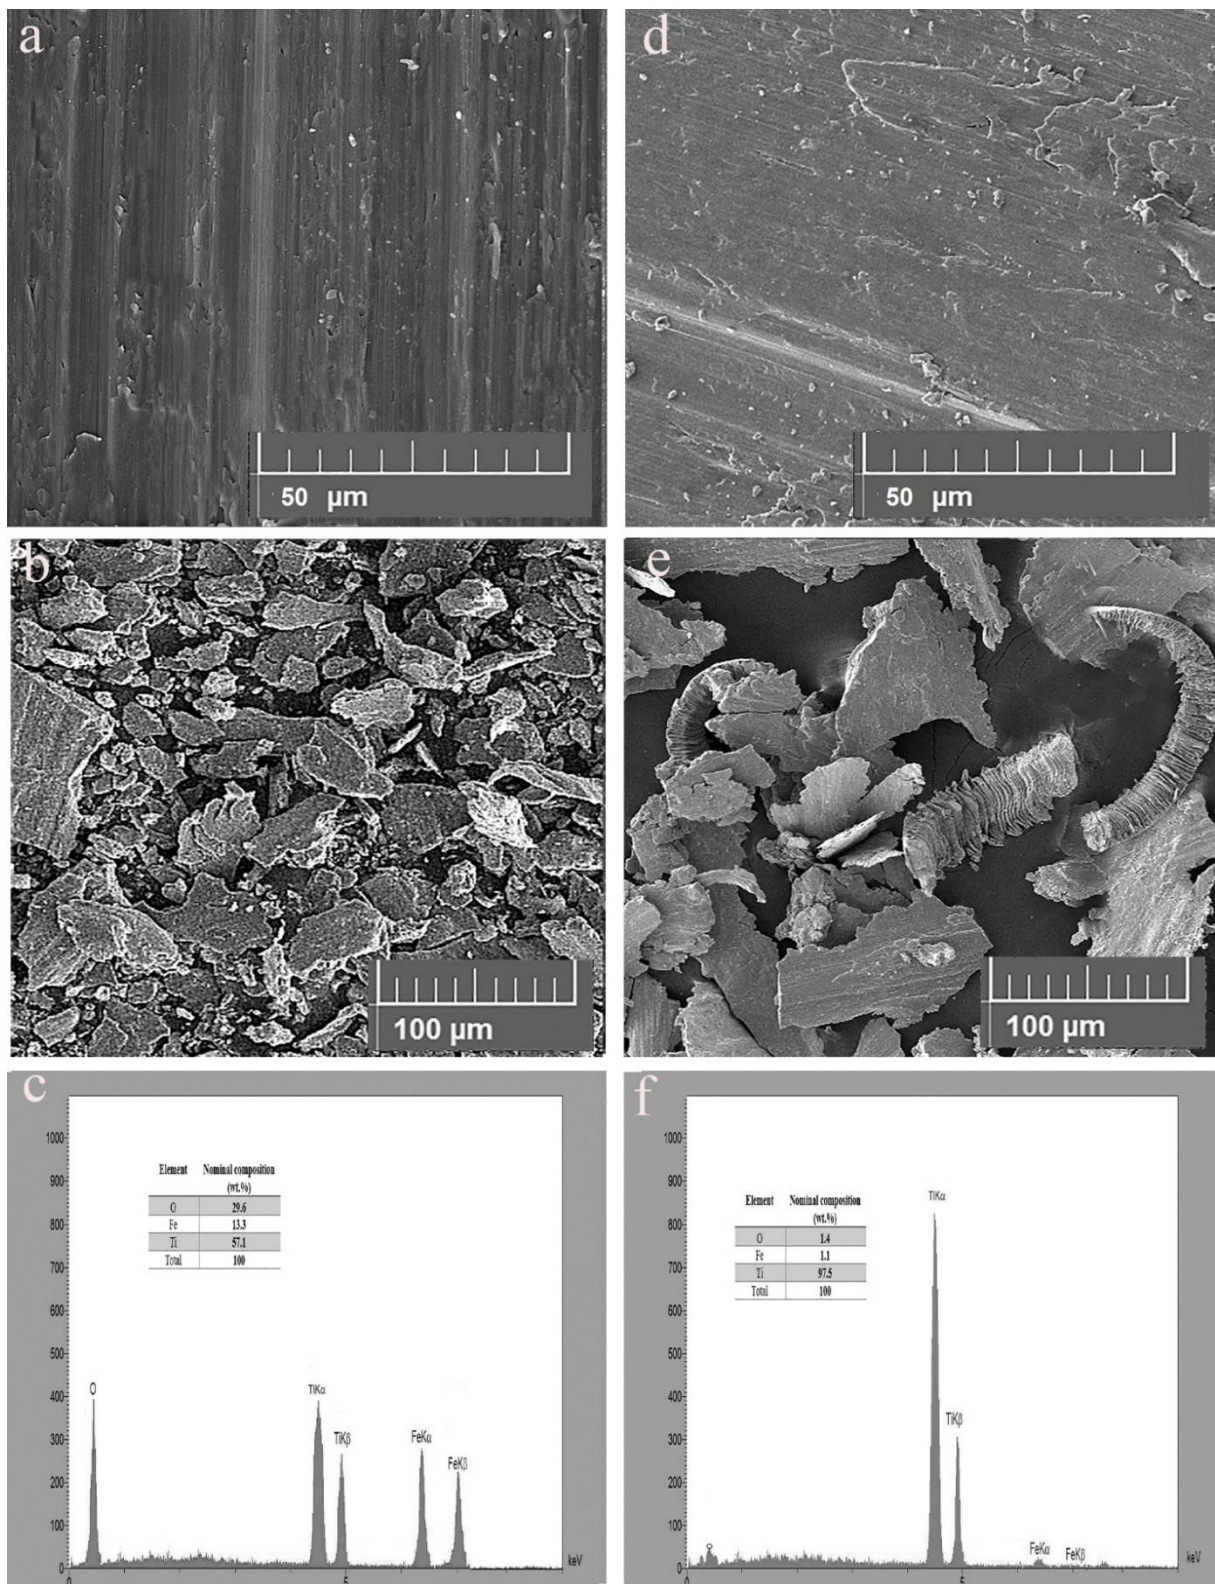 a
50 µm
d
50 µm
b
100 µm
e
100 µm
c
1000
900
800
700
600
500
400
300
200
100
0
Element Nominal composition
(wt.%)
O 29.6
Fe 13.3
Ti 57.1
Total 100
O
TiKα
TiKβ
FeKα
FeKβ
0 5 keV
f
1000
900
800
700
600
500
400
300
200
100
0
Element Nominal composition
(wt.%)
O 1.4
Fe 1.1
Ti 97.5
Total 100
TiKα
TiKβ
O
FeKα
FeKβ
0 5 keV